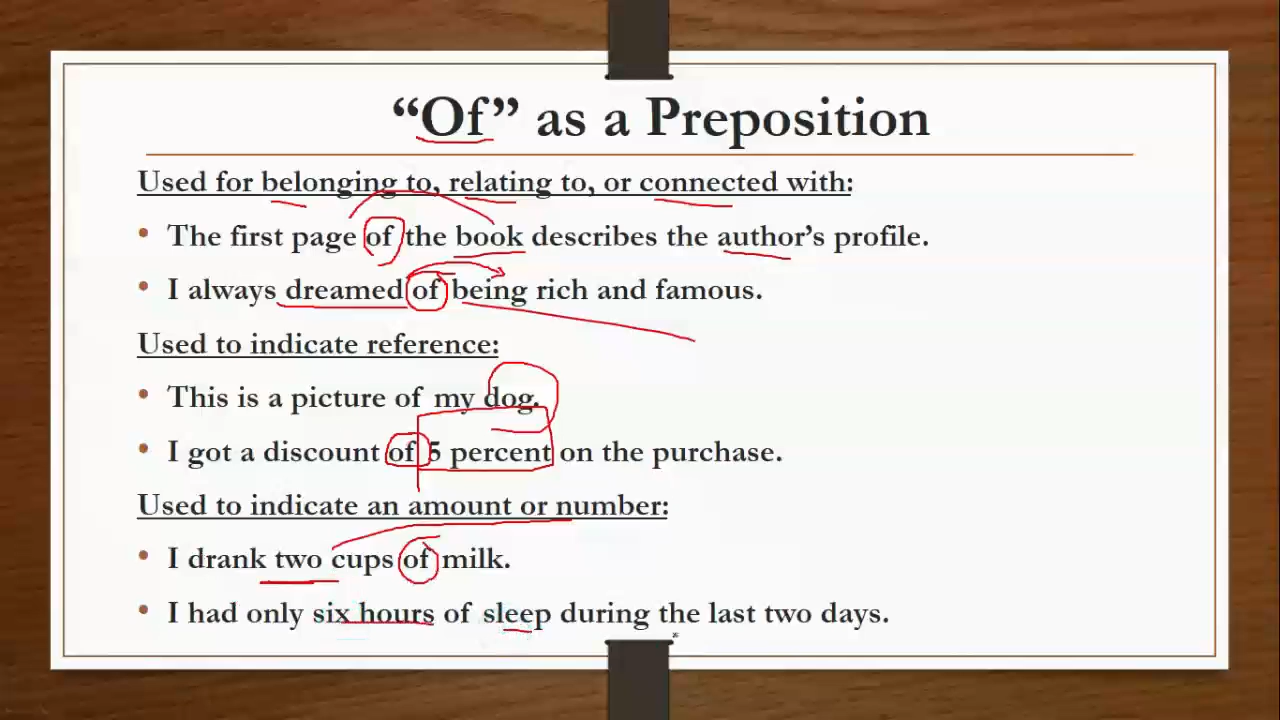 “Of” as a Preposition
Used for belonging to, relating to, or connected with:
• The first page of the book describes the author’s profile.
• I always dreamed of being rich and famous.
Used to indicate reference:
• This is a picture of my dog.
• I got a discount of 5 percent on the purchase.
Used to indicate an amount or number:
• I drank two cups of milk.
• I had only six hours of sleep during the last two days.